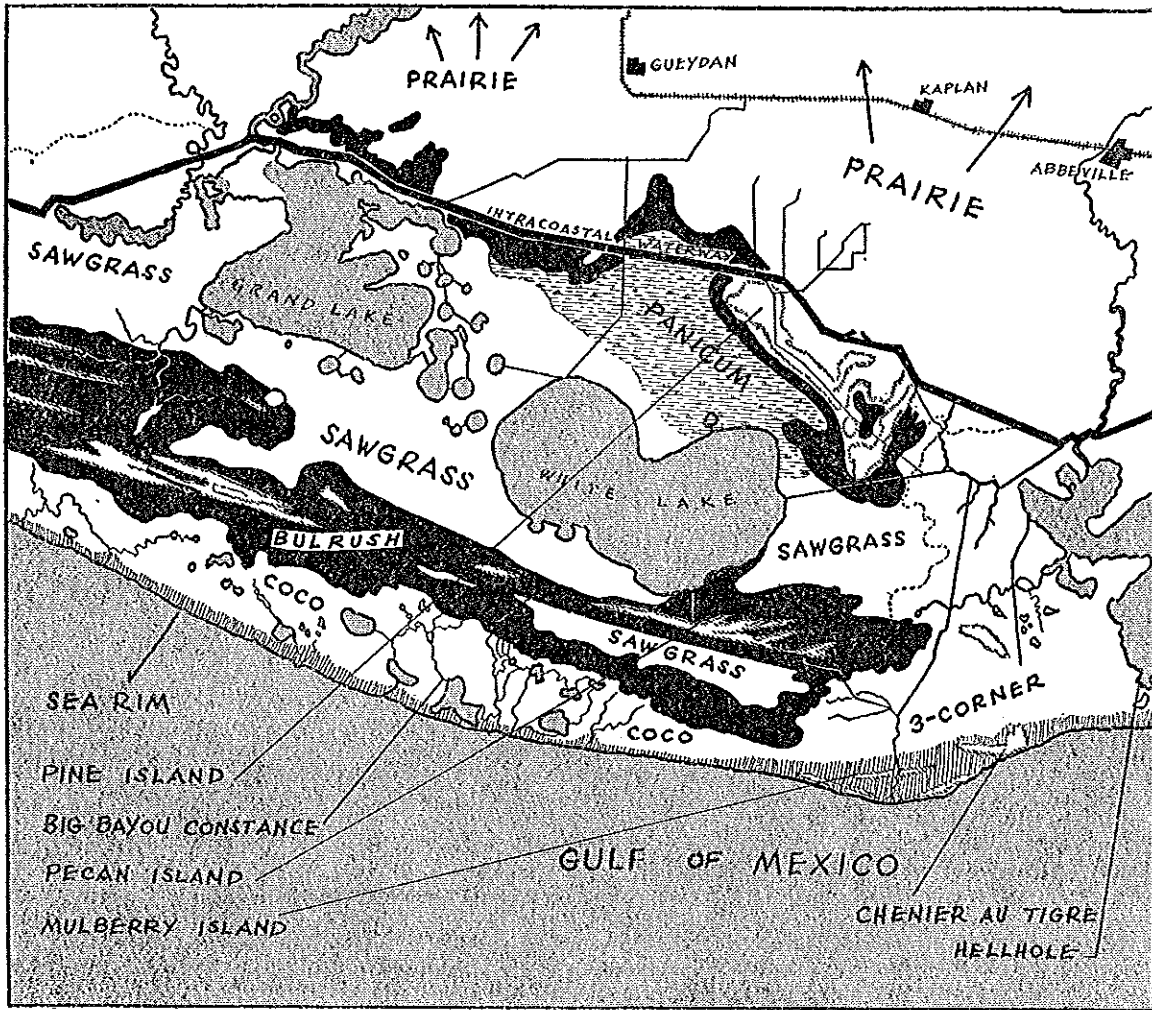 PRAIRIE
GUEYDAN
KAPLAN
ABBEVILLE
PRAIRIE
INTRACOASTAL WATERWAY
SAWGRASS
GRAND LAKE
PANICUM
SAWGRASS
WHITE LAKE
BULRUSH
SAWGRASS
COCO
SAWGRASS
SEA RIM
3-CORNER
COCO
PINE ISLAND
BIG BAYOU CONSTANCE
PECAN ISLAND
GULF OF MEXICO
MULBERRY ISLAND
CHENIER AU TIGRE
HELLHOLE